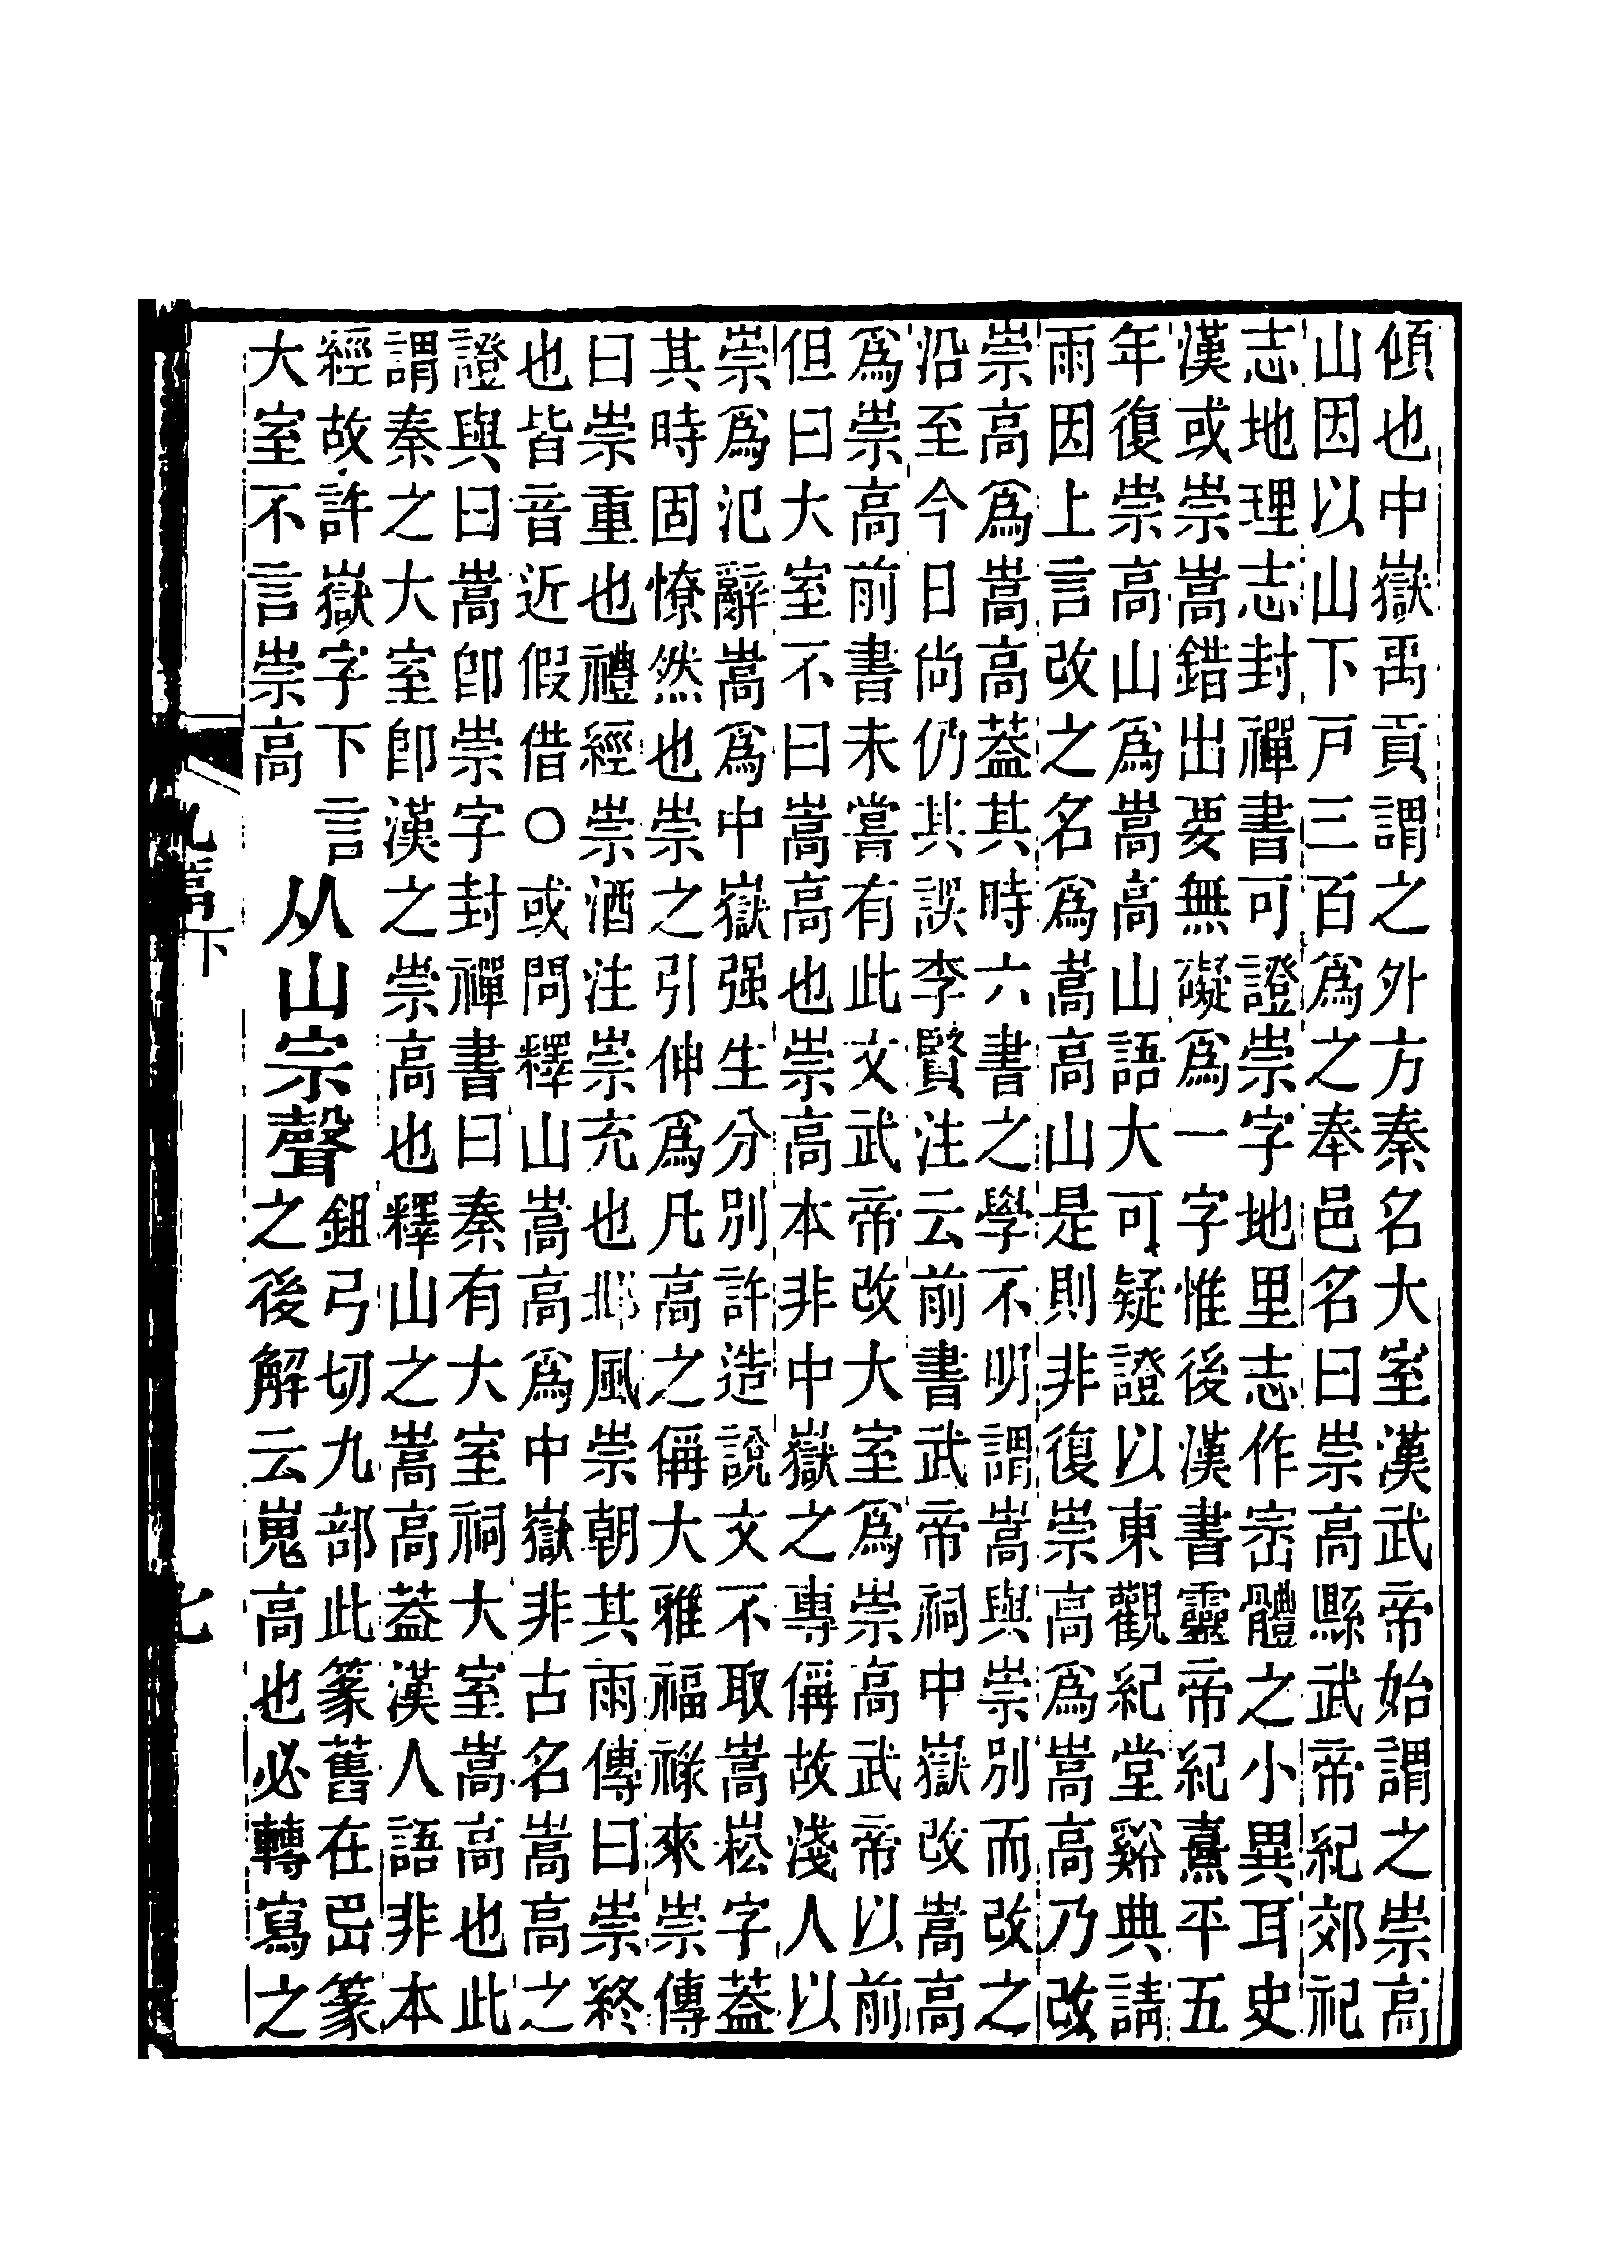 傾也中嶽禹貢謂之外方秦名大室漢武帝始謂之崇高
山因以山下戸三百爲之奉邑名曰崇高縣武帝紀郊祀
志地理志封禪書可證崇字地里志作崈體之小異耳史
漢或崇嵩錯出要無礙爲一字惟後漢書靈帝紀熹平五
年復崇高山爲嵩高山語大可疑證以東觀紀堂谿典請
雨因上言改之名爲嵩高山是則非復崇高爲嵩高乃改
崇高爲嵩高葢其時六書之學不明謂嵩與崇別而改之
沿至今日尙仍其誤李賢注云前書武帝祠中嶽改嵩高
爲崇高前書未嘗有此文武帝改大室爲崇高武帝以前
但曰大室不曰嵩高也崇高本非中嶽之專偁故淺人以
崇爲氾辭嵩爲中嶽强生分別許造說文不取嵩崧字葢
其時固憭然也崇之引伸爲凡高之偁大雅福祿來崇傳
曰崇重也禮經崇酒注崇充也邶風崇朝其雨傳曰崇終
也皆音近假借○或問釋山嵩高爲中嶽非古名嵩高之
證與曰嵩卽崇字封禪書曰秦有大室祠大室嵩高也此
謂秦之大室卽漢之崇高也釋山之嵩高葢漢人語非本
經故許嶽字下言
大室不言崇高
从山宗聲
鉏弓切九部此篆舊在篆
之後解云嵬高也必轉寫之
九篇下
七